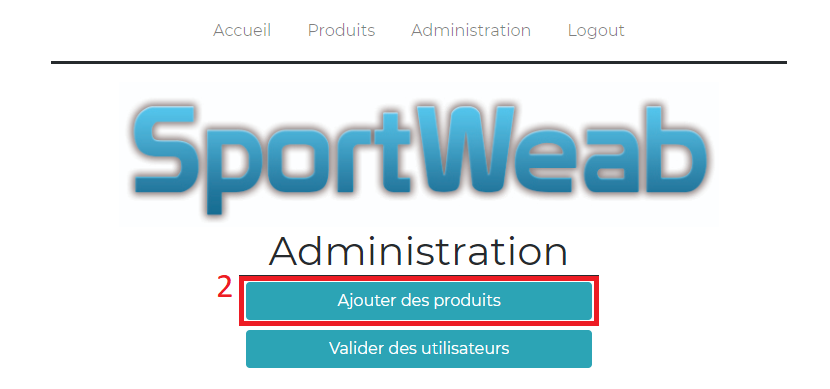 Accueil Produits Administration Logout
SportWeab
Administration
2 Ajouter des produits
Valider des utilisateurs